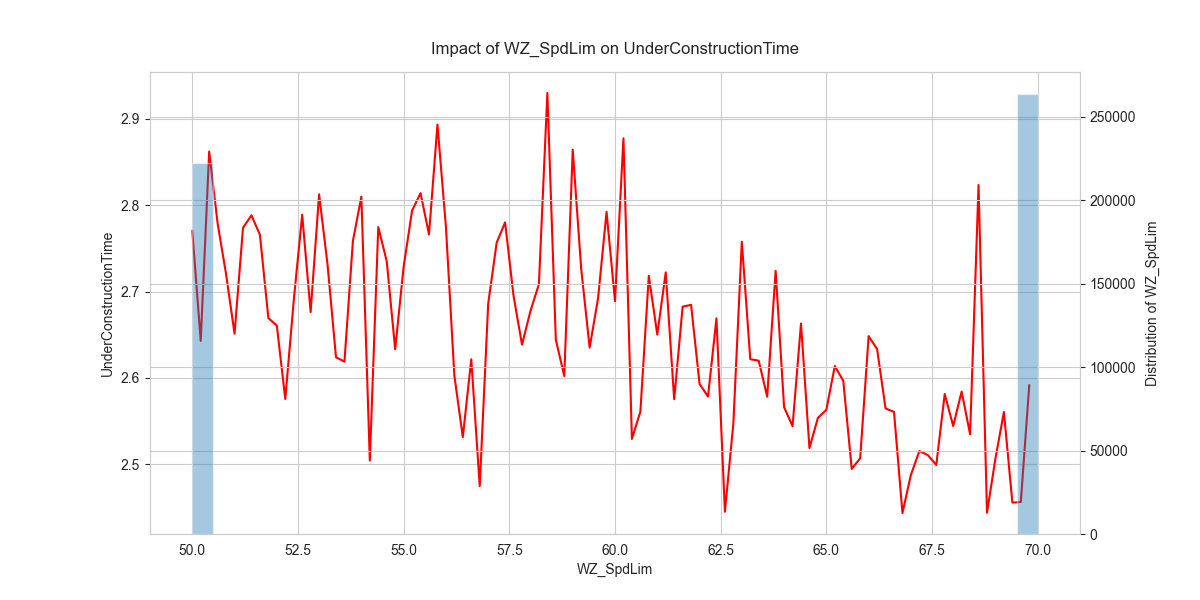 Impact of WZ_SpdLim on UnderConstructionTime
2.9
2.8
2.7
2.6
2.5
UnderConstructionTime
250000
200000
150000
100000
50000
0
Distribution of WZ_SpdLim
50.0 52.5 55.0 57.5 60.0 62.5 65.0 67.5 70.0
WZ_SpdLim